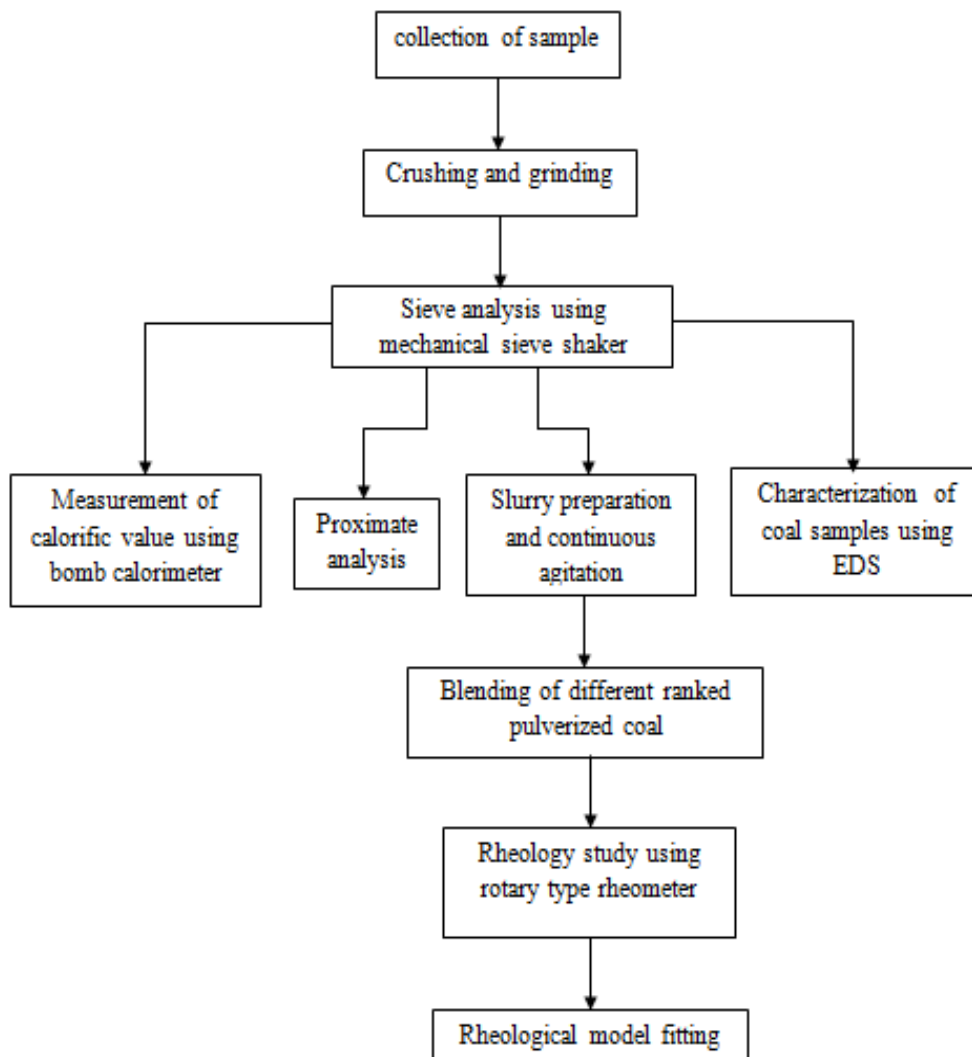 collection of sample
Crushing and grinding
Sieve analysis using
mechanical sieve shaker
Measurement of
calorific value using
bomb calorimeter
Proximate
analysis
Slurry preparation
and continuous
agitation
Characterization of
coal samples using
EDS
Blending of different ranked
pulverized coal
Rheology study using
rotary type rheometer
Rheological model fitting